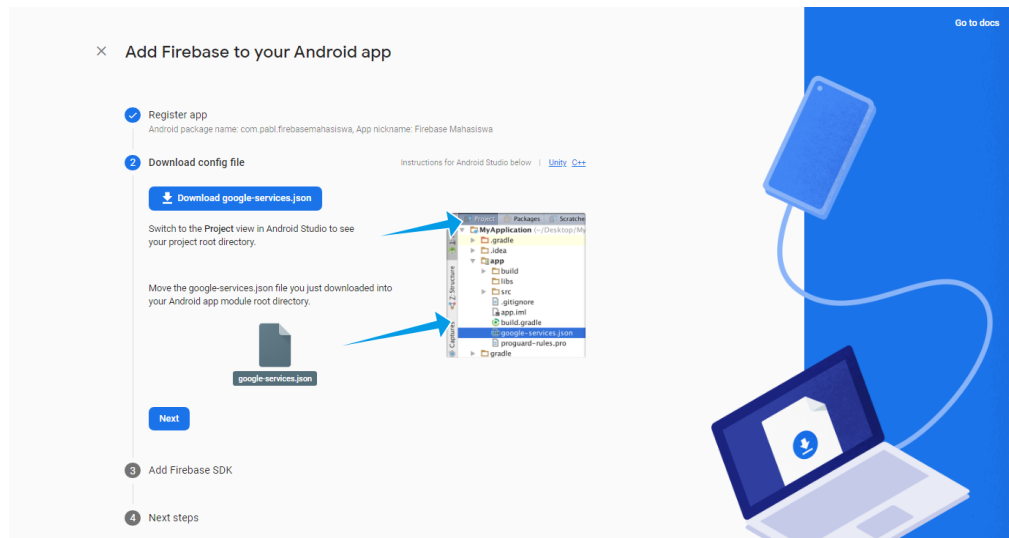 Go to docs
Add Firebase to your Android app
Register app
Android package name: com.pabl.firebasemahasiswa, App nickname: Firebase Mahasiswa
2 Download config file
Instructions for Android Studio below | Unity C++
Download google-services.json
Switch to the Project view in Android Studio to see
your project root directory.
Move the google-services.json file you just downloaded into
your Android app module root directory.
google-services.json
Project Packages Scratche
MyApplication (~/Desktop/My
.gradle
.idea
app
build
libs
src
.gitignore
app.iml
build.gradle
google-services.json
proguard-rules.pro
gradle
Z: Structure
Captures
Next
3 Add Firebase SDK
4 Next steps